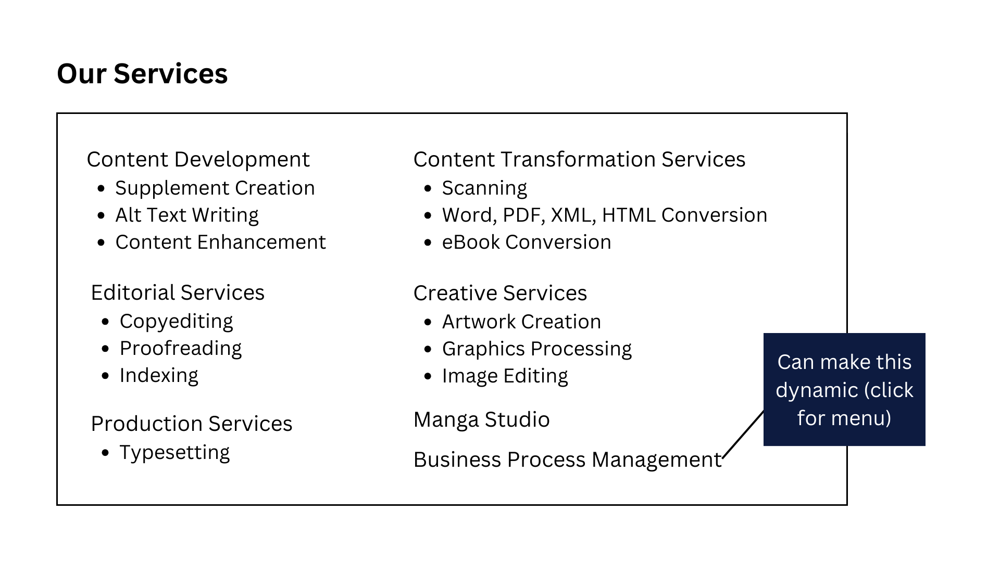 Our Services
Content Development
• Supplement Creation
• Alt Text Writing
• Content Enhancement
Editorial Services
• Copyediting
• Proofreading
• Indexing
Production Services
• Typesetting
Content Transformation Services
• Scanning
• Word, PDF, XML, HTML Conversion
• eBook Conversion
Creative Services
• Artwork Creation
• Graphics Processing
• Image Editing
Manga Studio
Business Process Management
Can make this
dynamic (click
for menu)